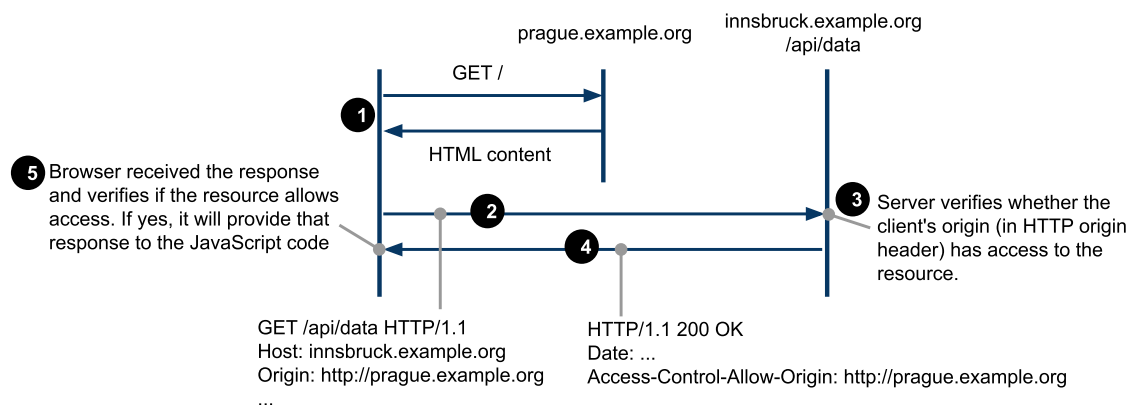 prague.example.org
innsbruck.example.org
/api/data
GET /
1
HTML content
5
Browser received the response
and verifies if the resource allows
access. If yes, it will provide that
response to the JavaScript code
2
3
Server verifies whether the
client's origin (in HTTP origin
header) has access to the
resource.
4
GET /api/data HTTP/1.1
Host: innsbruck.example.org
Origin: http://prague.example.org
...
HTTP/1.1 200 OK
Date: ...
Access-Control-Allow-Origin: http://prague.example.org